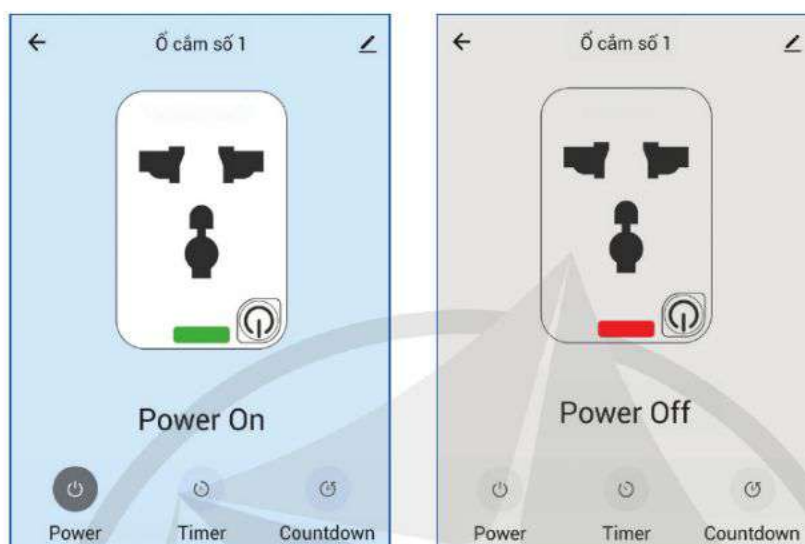 Ổ cắm số 1
Power On
Power Timer Countdown
Ổ cắm số 1
Power Off
Power Timer Countdown